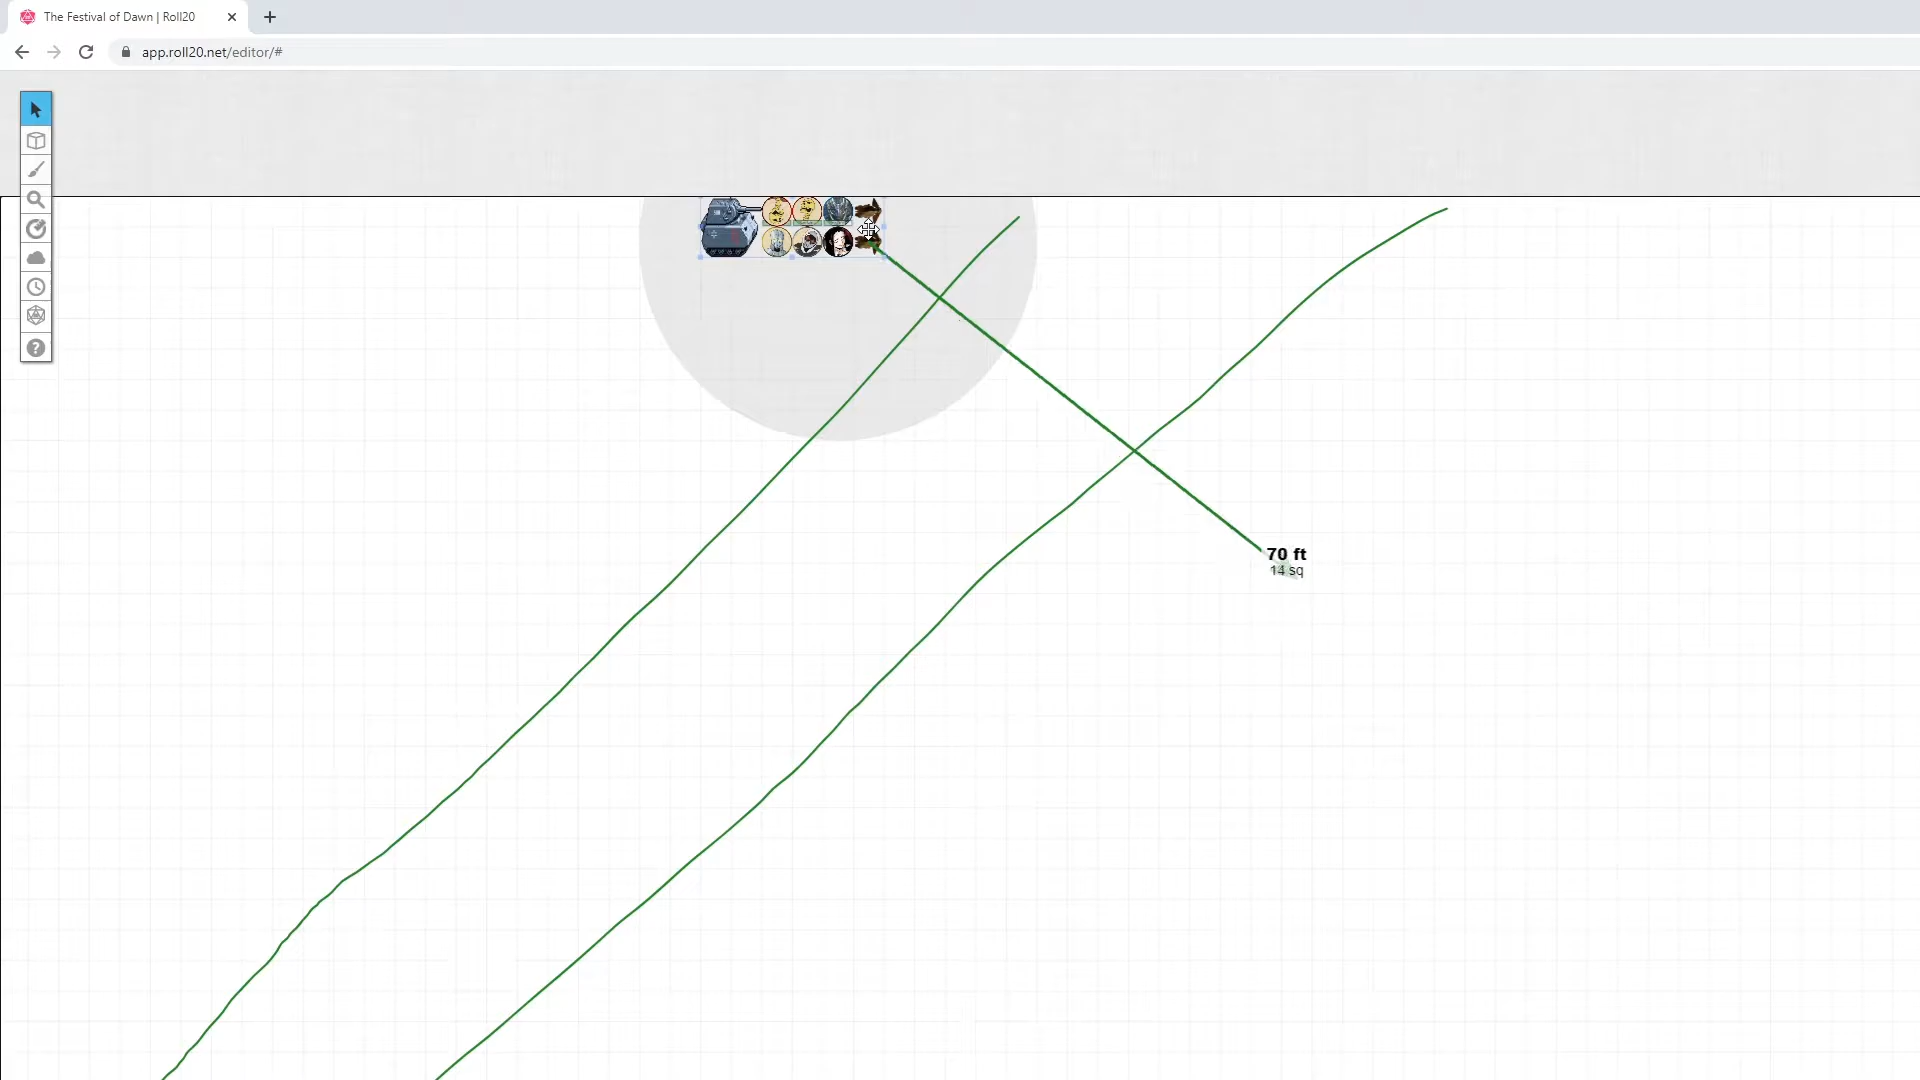 The Festival of Dawn | Roll20
app.roll20.net/editor/#
70 ft
14 sq